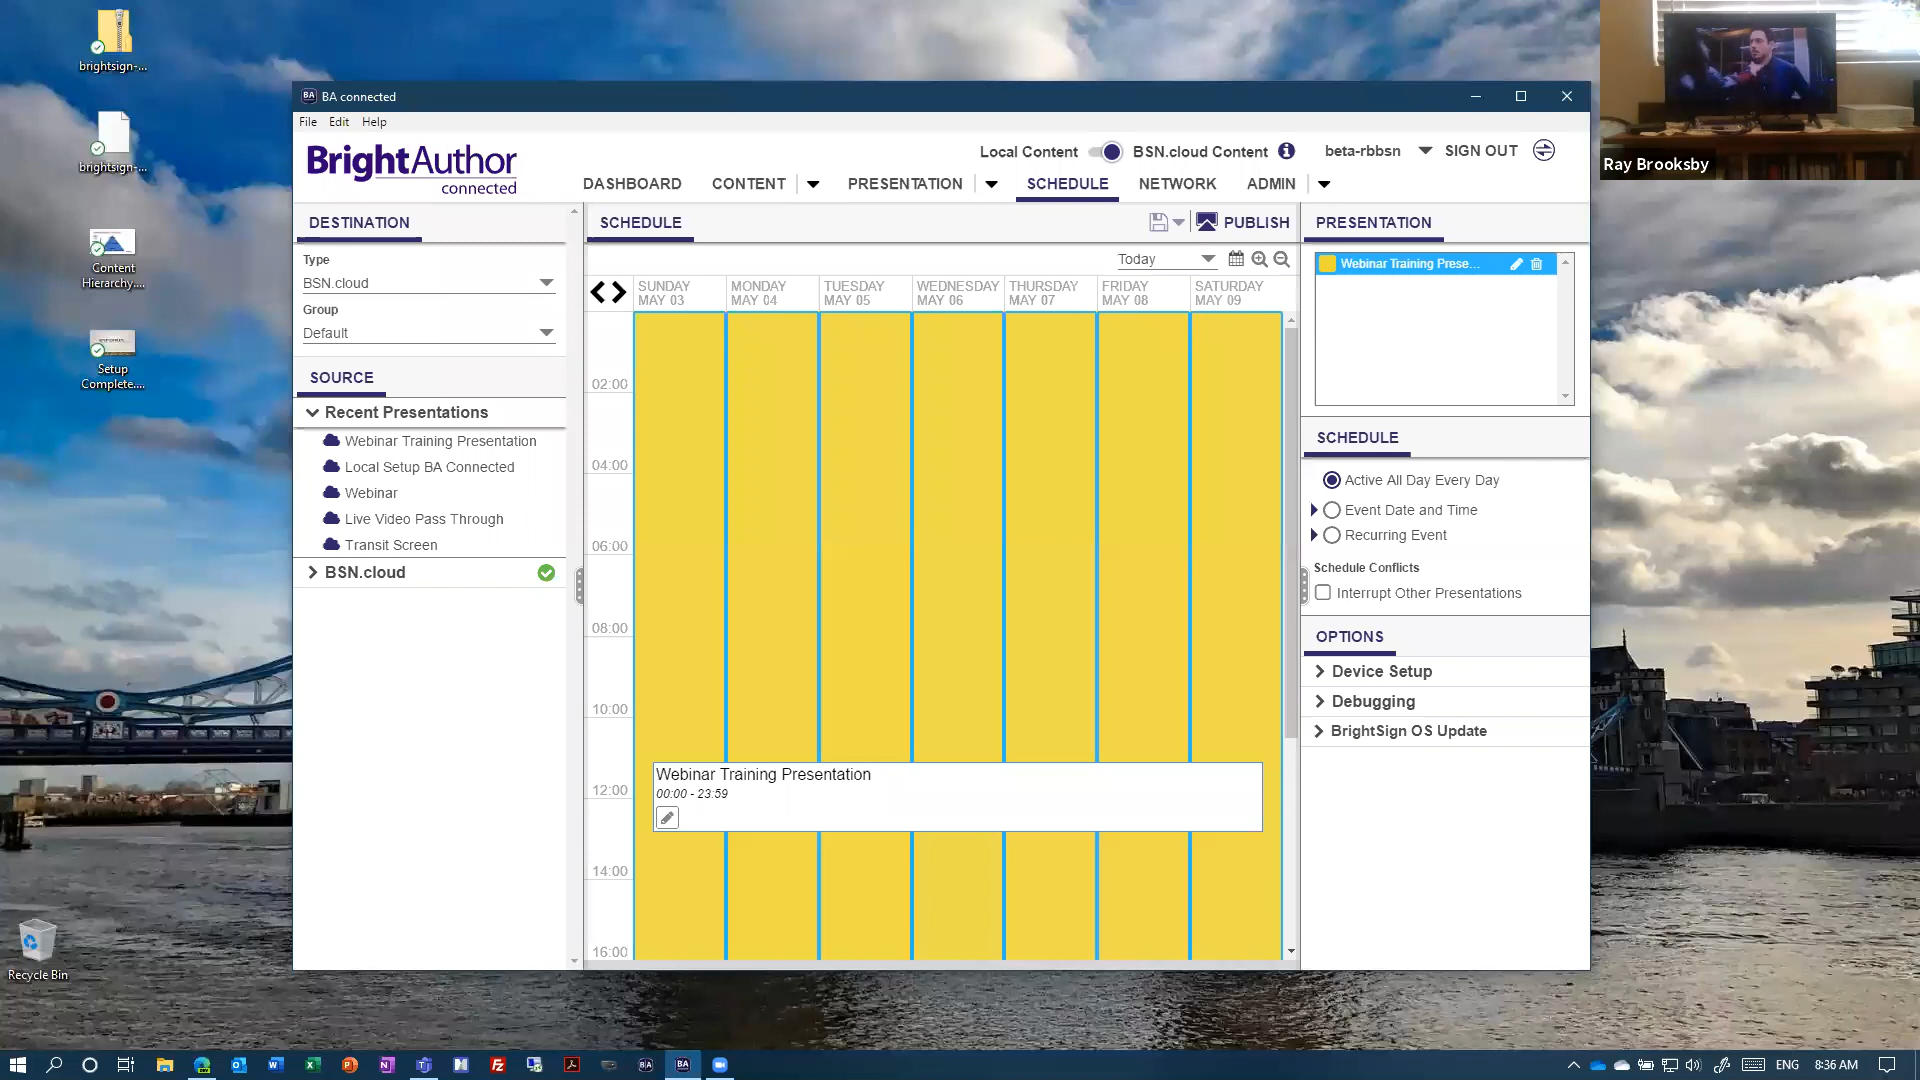 brightsign-...
brightsign-...
Content
Hierarchy....
Setup
Complete....
Recycle Bin
BA connected
File Edit Help
BrightAuthor
connected
Local Content BSN.cloud Content beta-rbbsn SIGN OUT
DASHBOARD CONTENT PRESENTATION SCHEDULE NETWORK ADMIN
DESTINATION
Type
BSN.cloud
Group
Default
SOURCE
Recent Presentations
Webinar Training Presentation
Local Setup BA Connected
Webinar
Live Video Pass Through
Transit Screen
BSN.cloud
SCHEDULE PUBLISH
Today
SUNDAY MONDAY TUESDAY WEDNESDAY THURSDAY FRIDAY SATURDAY
MAY 03 MAY 04 MAY 05 MAY 06 MAY 07 MAY 08 MAY 09
02:00
04:00
06:00
08:00
10:00
12:00
14:00
16:00
Webinar Training Presentation
00:00 - 23:59
PRESENTATION
Webinar Training Prese...
SCHEDULE
Active All Day Every Day
Event Date and Time
Recurring Event
Schedule Conflicts
Interrupt Other Presentations
OPTIONS
Device Setup
Debugging
BrightSign OS Update
Ray Brooksby
ENG 8:36 AM